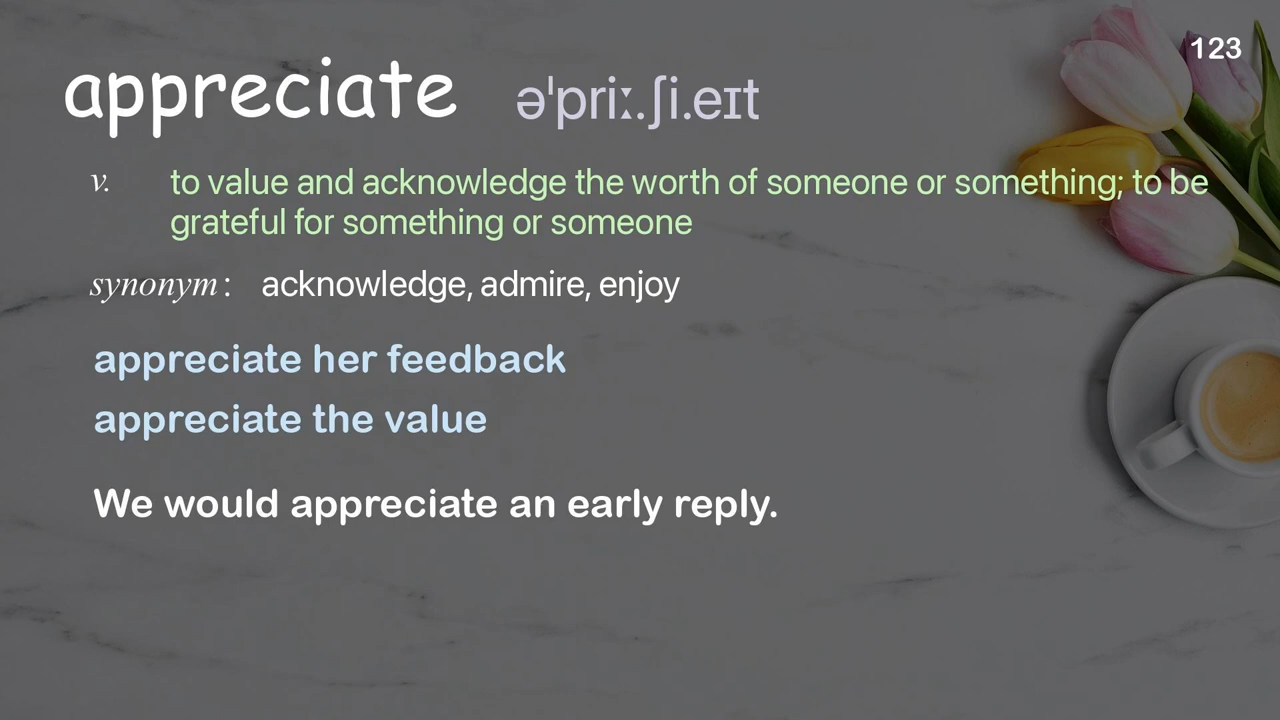 123
appreciate əˈpriː.ʃi.eɪt
v. to value and acknowledge the worth of someone or something; to be
grateful for something or someone
synonym : acknowledge, admire, enjoy
appreciate her feedback
appreciate the value
We would appreciate an early reply.